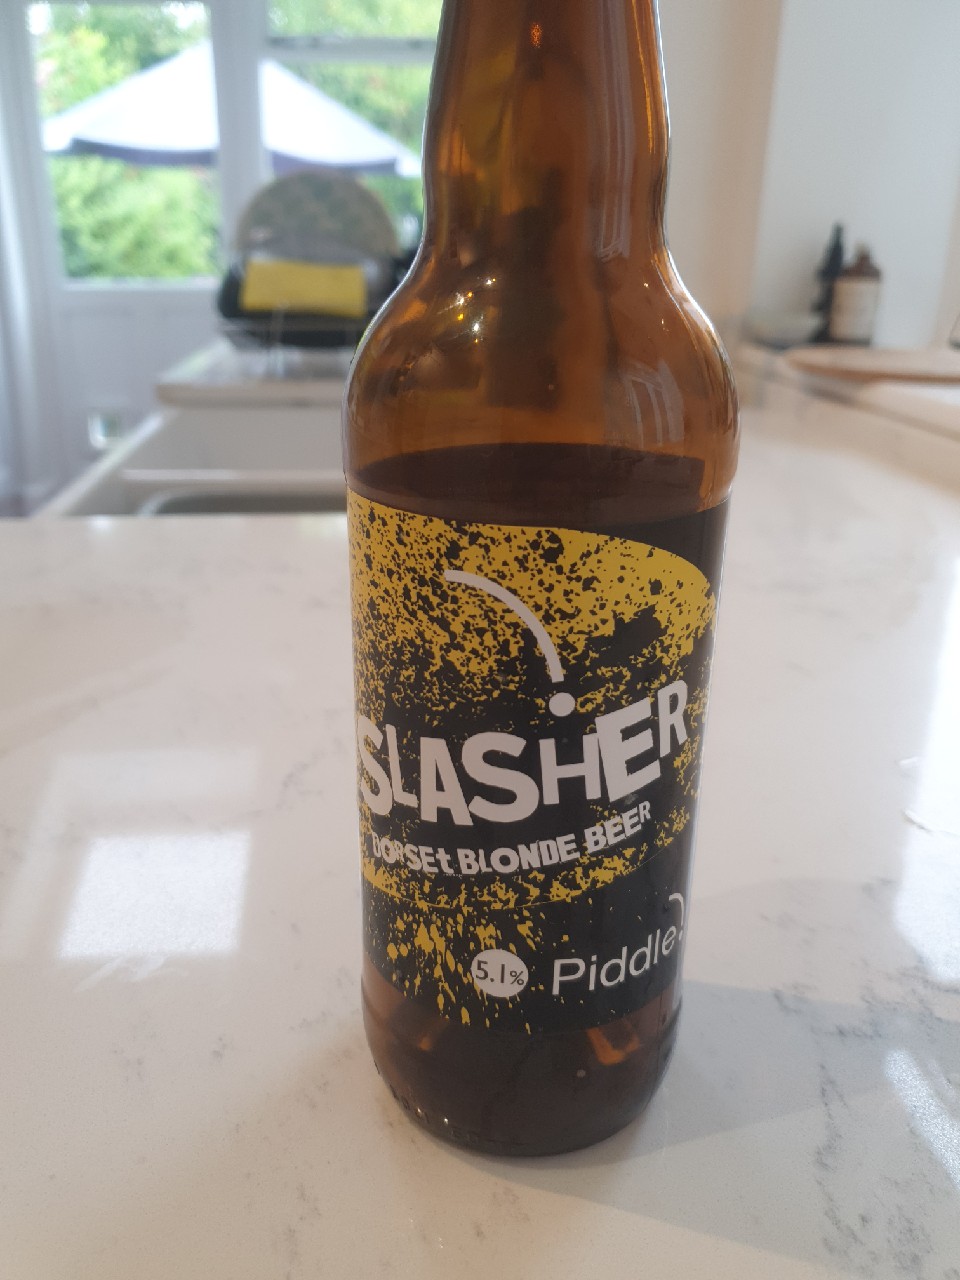 SLASHER
DORSEt BLONDE BEER
5.1%
Piddle